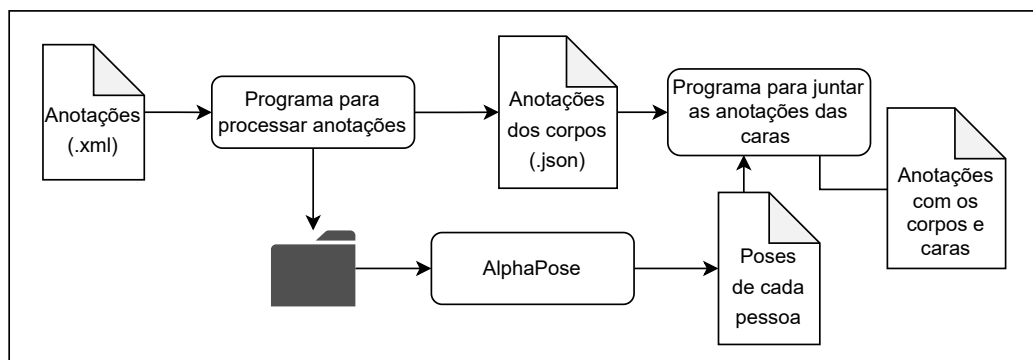 Anotações
(.xml)
Programa para
processar anotações
Anotações
dos corpos
(.json)
Programa para juntar
as anotações das
caras
Anotações
com os
corpos e
caras
AlphaPose
Poses
de cada
pessoa